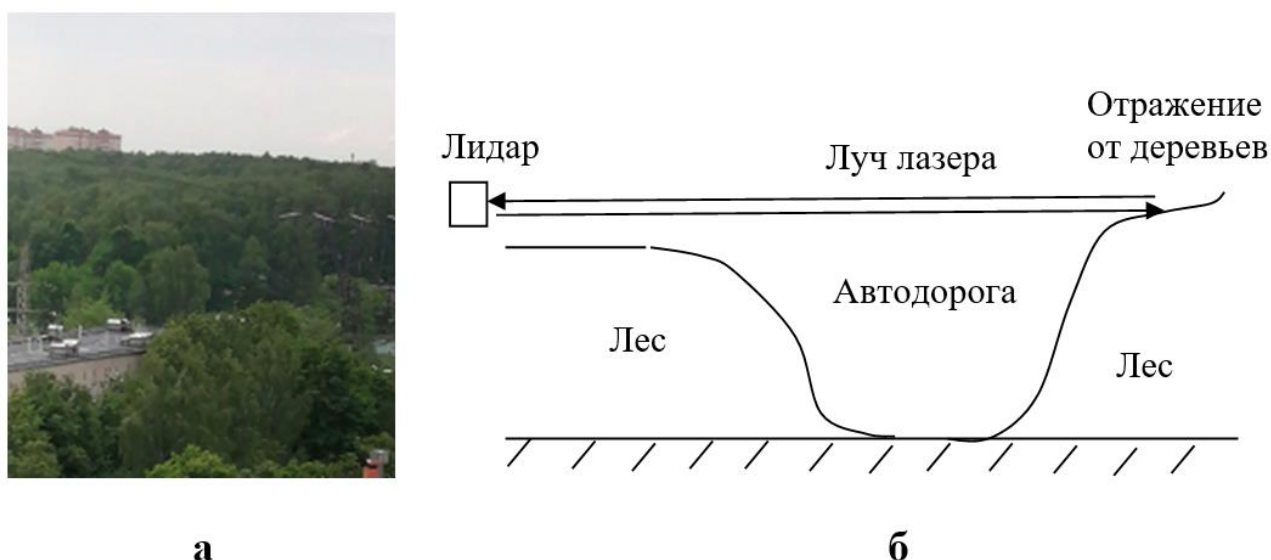 Лидар
Луч лазера
Отражение
от деревьев
Автодорога
Лес
Лес
а
б